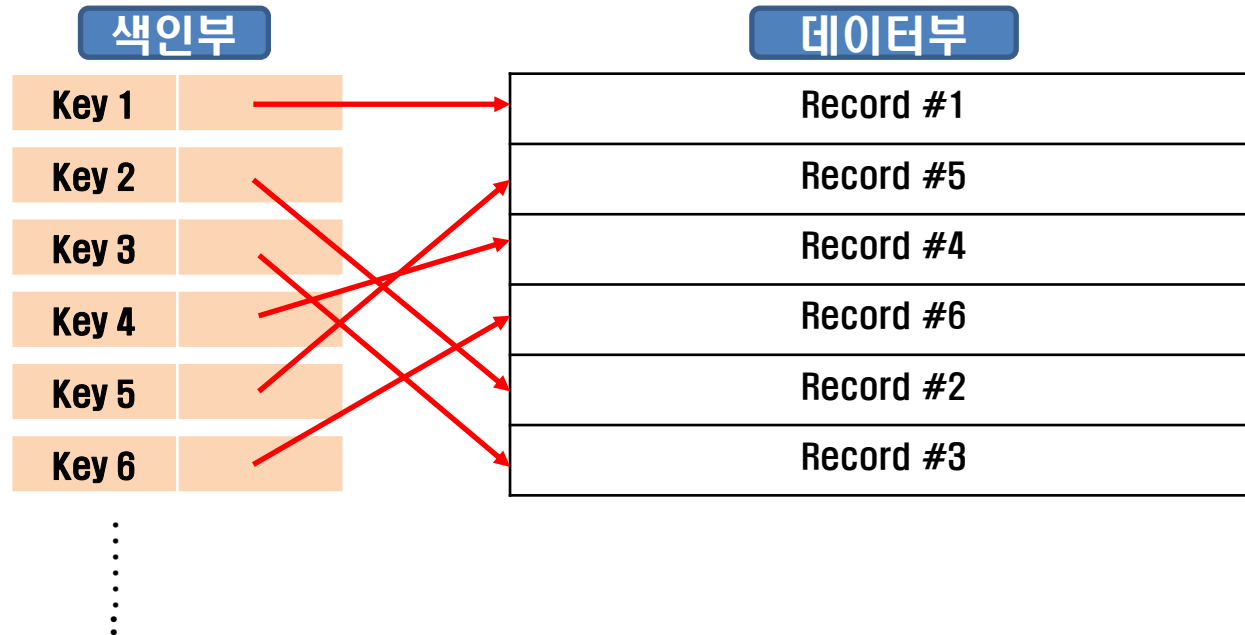 색인부
데이터부
Key 1
Record #1
Key 2
Record #5
Key 3
Record #4
Key 4
Record #6
Key 5
Record #2
Key 6
Record #3